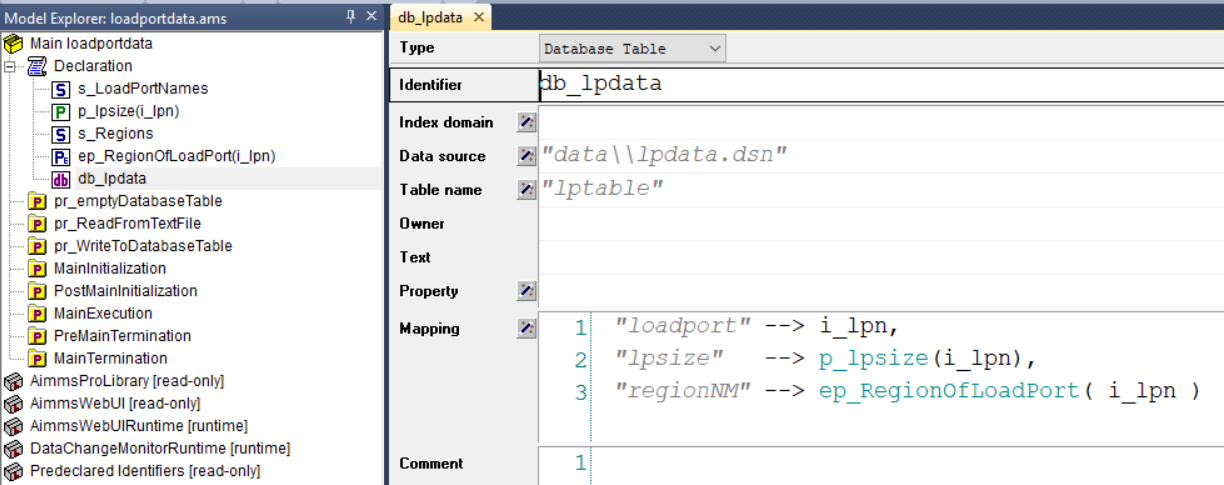 Model Explorer: loadportdata.ams
Main loadportdata
Declaration
S s_LoadPortNames
P p_lpsize(i_lpn)
S s_Regions
PE ep_RegionOfLoadPort(i_lpn)
db db_lpdata
P pr_emptyDatabaseTable
P pr_ReadFromTextFile
P pr_WriteToDatabaseTable
P MainInitialization
P PostMainInitialization
P MainExecution
P PreMainTermination
P MainTermination
AimmsProLibrary [read-only]
AimmsWebUI [read-only]
AimmsWebUIRuntime [runtime]
DataChangeMonitorRuntime [runtime]
Predeclared Identifiers [read-only]
db_lpdata
Type Database Table
Identifier db_lpdata
Index domain
Data source "data\\lpdata.dsn"
Table name "lptable"
Owner
Text
Property
Mapping 1 "loadport" --> i_lpn,
2 "lpsize" --> p_lpsize(i_lpn),
3 "regionNM" --> ep_RegionOfLoadPort( i_lpn )
Comment 1